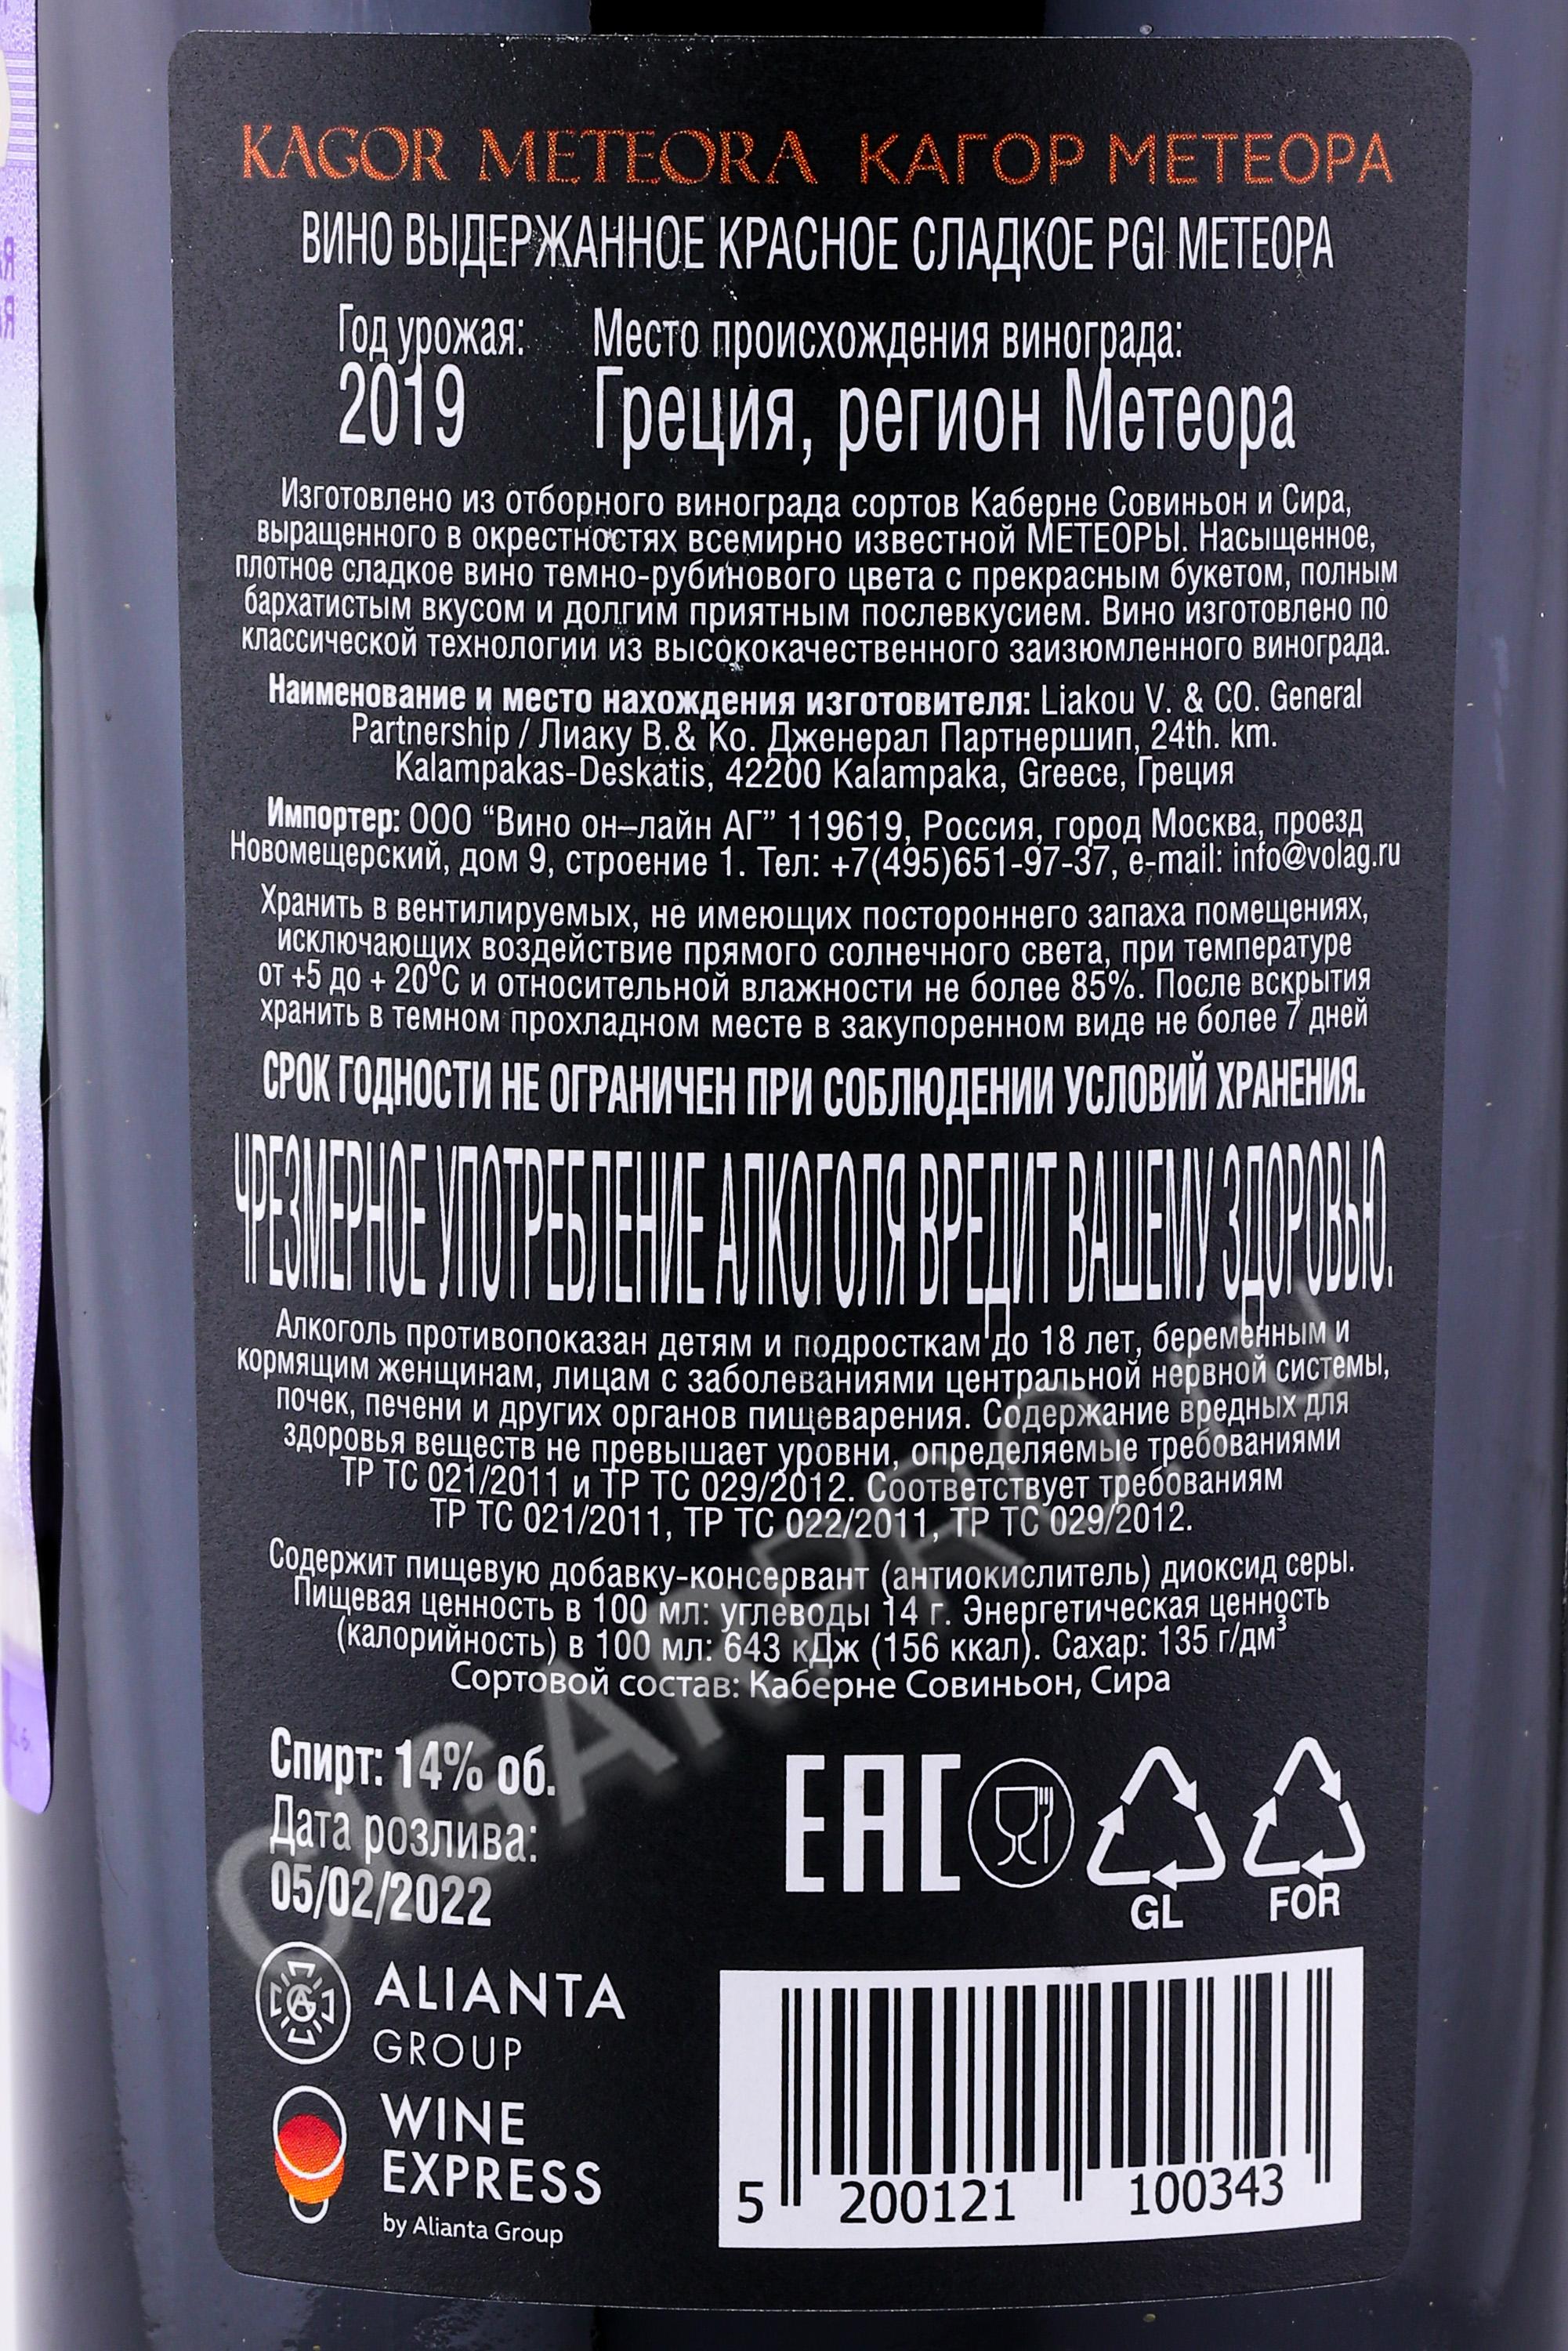 KAGOR METEORA КАГОР МЕТЕОРА
ВИНО ВЫДЕРЖАННОЕ КРАСНОЕ СЛАДКОЕ PGI МЕТЕОРА
Год урожая: Место происхождения винограда:
2019 Греция, регион Метеора
Изготовлено из отборного винограда сортов Каберне Совиньон и Сира,
выращенного в окрестностях всемирно известной МЕТЕОРЫ. Насыщенное,
плотное сладкое вино темно-рубинового цвета с прекрасным букетом, полным
бархатистым вкусом и долгим приятным послевкусием. Вино изготовлено по
классической технологии из высококачественного заизюмленного винограда.
Наименование и место нахождения изготовителя: Liakou V. & CO. General
Partnership / Лиаку В.& Ко. Дженерал Партнершип, 24th. km.
Kalampakas-Deskatis, 42200 Kalampaka, Greece, Греция
Импортер: ООО “Вино он–лайн АГ” 119619, Россия, город Москва, проезд
Новомещерский, дом 9, строение 1. Тел: +7(495)651-97-37, e-mail: info@volag.ru
Хранить в вентилируемых, не имеющих постороннего запаха помещениях,
исключающих воздействие прямого солнечного света, при температуре
от +5 до + 20°С и относительной влажности не более 85%. После вскрытия
хранить в темном прохладном месте в закупоренном виде не более 7 дней
СРОК ГОДНОСТИ НЕ ОГРАНИЧЕН ПРИ СОБЛЮДЕНИИ УСЛОВИЙ ХРАНЕНИЯ.
ЧРЕЗМЕРНОЕ УПОТРЕБЛЕНИЕ АЛКОГОЛЯ ВРЕДИТ ВАШЕМУ ЗДОРОВЬЮ.
Алкоголь противопоказан детям и подросткам до 18 лет, беременным и
кормящим женщинам, лицам с заболеваниями центральной нервной системы,
почек, печени и других органов пищеварения. Содержание вредных для
здоровья веществ не превышает уровни, определяемые требованиями
ТР ТС 021/2011 и ТР ТС 029/2012. Соответствует требованиям
ТР ТС 021/2011, ТР ТС 022/2011, ТР ТС 029/2012.
Содержит пищевую добавку-консервант (антиокислитель) диоксид серы.
Пищевая ценность в 100 мл: углеводы 14 г. Энергетическая ценность
(калорийность) в 100 мл: 643 кДж (156 ккал). Сахар: 135 г/дм³
Сортовой состав: Каберне Совиньон, Сира
Спирт: 14% об.
Дата розлива:
05/02/2022
EAC
GL FOR
ALIANTA
GROUP
WINE
EXPRESS
by Alianta Group
5 200121 100343
CIGARPRO.RU